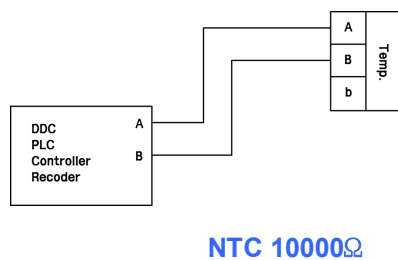 A
B
b
Temp.
DDC
PLC
Controller
Recoder
A
B
NTC 10000Ω